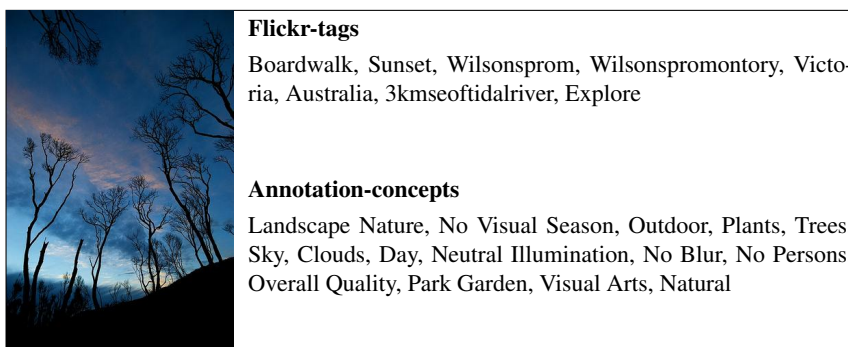 Flickr-tags
Boardwalk, Sunset, Wilsonsprom, Wilsonspromontory, Victo-
ria, Australia, 3kmseoftidalriver, Explore
Annotation-concepts
Landscape Nature, No Visual Season, Outdoor, Plants, Trees
Sky, Clouds, Day, Neutral Illumination, No Blur, No Persons
Overall Quality, Park Garden, Visual Arts, Natural